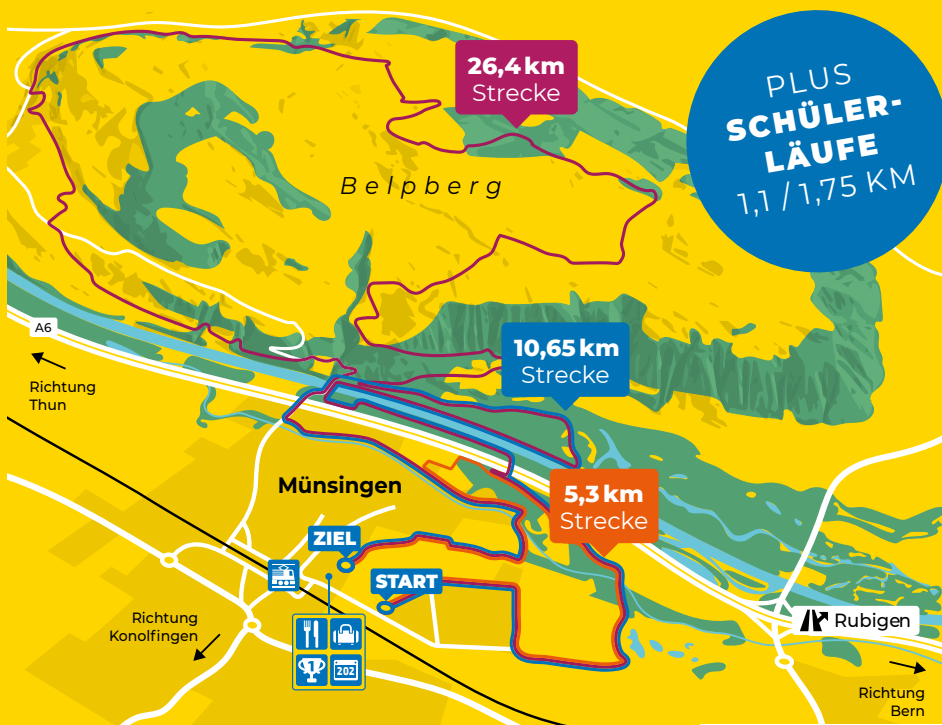 26,4 km
Strecke
PLUS
SCHÜLER-
LÄUFE
1,1 / 1,75 KM
Belpberg
A6
Richtung
Thun
10,65 km
Strecke
Münsingen
5,3 km
Strecke
ZIEL
START
Richtung
Konolfingen
202
Rubigen
Richtung
Bern